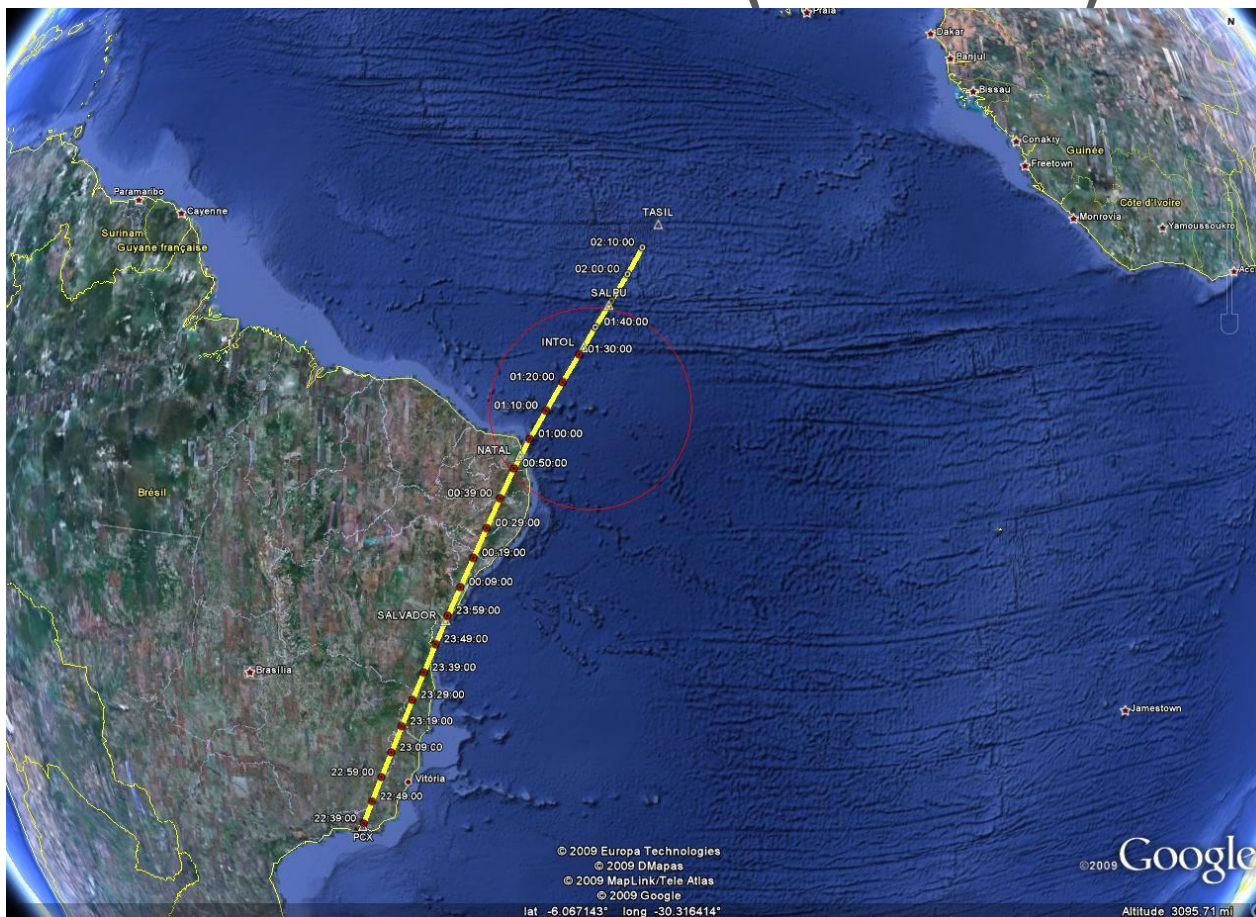 Praia
N
Dakar
Banjul
Bissau
Conakry
Guinée
Freetown
Paramaribo
Cayenne
Surinam
Guyane française
Côte d'Ivoire
Monrovia
Yamoussoukro
TASIL
02:10:00
02:00:00
Acc
SALPU
01:40:00
INTOL
01:30:00
01:20:00
01:10:00
01:00:00
NATAL
00:50:00
00:39:00
Brésil
00:29:00
00:19:00
00:09:00
SALVADOR
23:59:00
23:49:00
Brasília
23:39:00
23:29:00
Jamestown
23:19:00
23:09:00
22:59:00
Vitória
22:49:00
22:39:00
PCX
© 2009 Europa Technologies
© 2009 DMapas
© 2009 MapLink/Tele Atlas
© 2009 Google
©2009 Google
lat -6.067143° long -30.316414°
Altitude 3095.71 mi